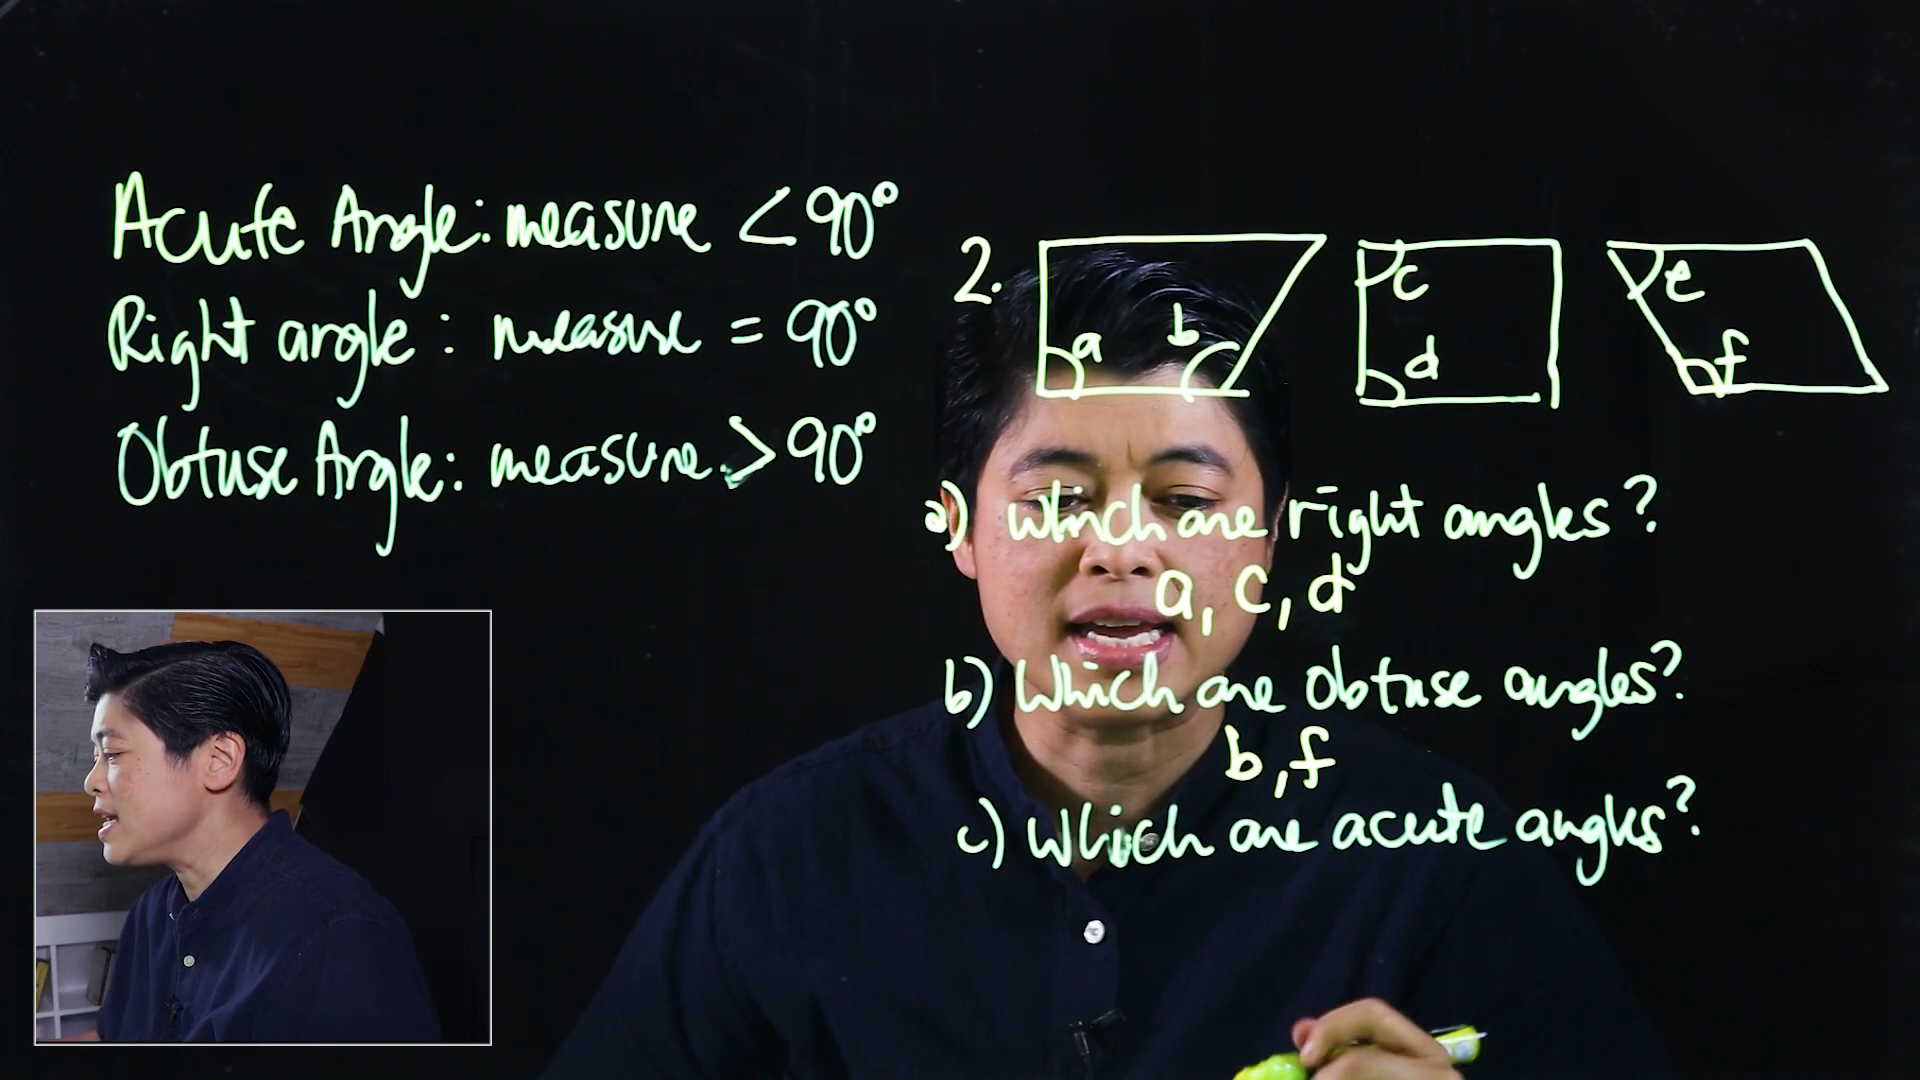 Acute Angle: measure < 90°
Right angle: measure = 90°
Obtuse Angle: measure > 90°
2.
a
b
c
d
e
f
a) Which are right angles?
a, c, d
b) Which are obtuse angles?
b, f
c) Which are acute angles?